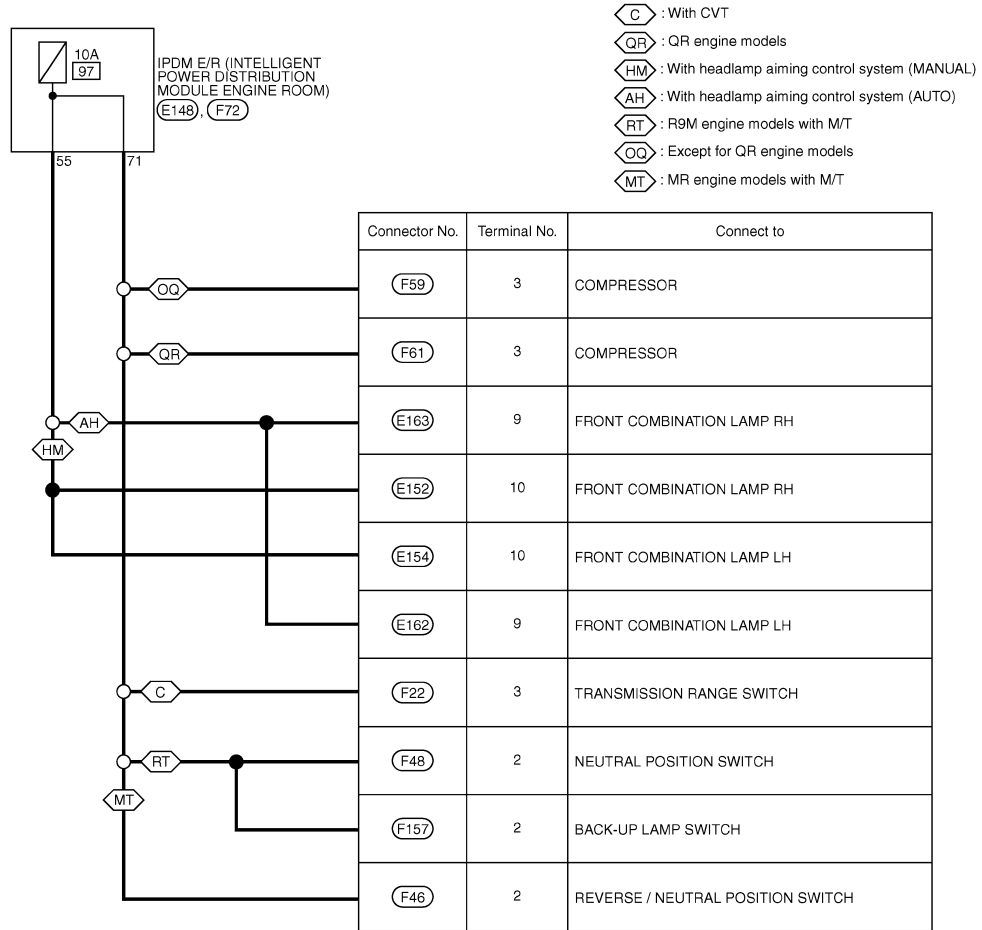 C : With CVT
QR : QR engine models
HM : With headlamp aiming control system (MANUAL)
AH : With headlamp aiming control system (AUTO)
RT : R9M engine models with M/T
OQ : Except for QR engine models
MT : MR engine models with M/T
10A
97
IPDM E/R (INTELLIGENT
POWER DISTRIBUTION
MODULE ENGINE ROOM)
E148, F72
55 71
Connector No. Terminal No. Connect to
OQ F59 3 COMPRESSOR
QR F61 3 COMPRESSOR
AH E163 9 FRONT COMBINATION LAMP RH
HM
E152 10 FRONT COMBINATION LAMP RH
E154 10 FRONT COMBINATION LAMP LH
E162 9 FRONT COMBINATION LAMP LH
C F22 3 TRANSMISSION RANGE SWITCH
RT F48 2 NEUTRAL POSITION SWITCH
MT
F157 2 BACK-UP LAMP SWITCH
F46 2 REVERSE / NEUTRAL POSITION SWITCH